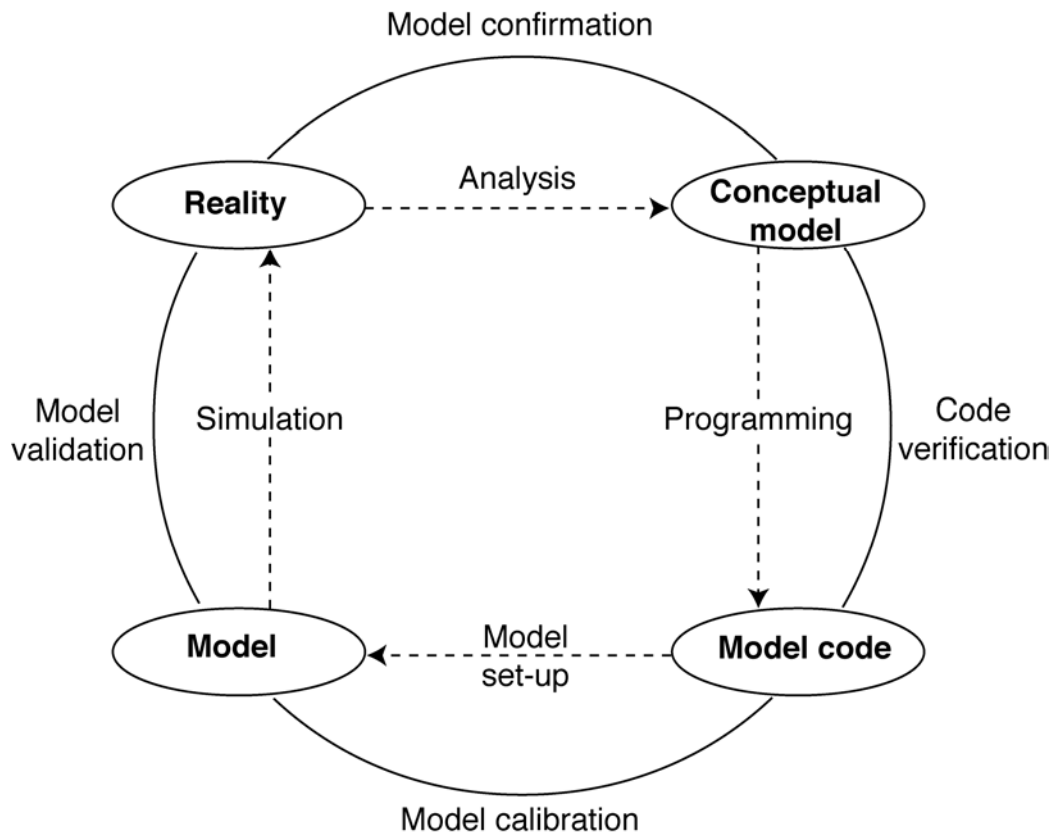 Model confirmation
Analysis
Reality
Conceptual
model
Model
validation
Simulation
Programming
Code
verification
Model
Model
set-up
Model code
Model calibration